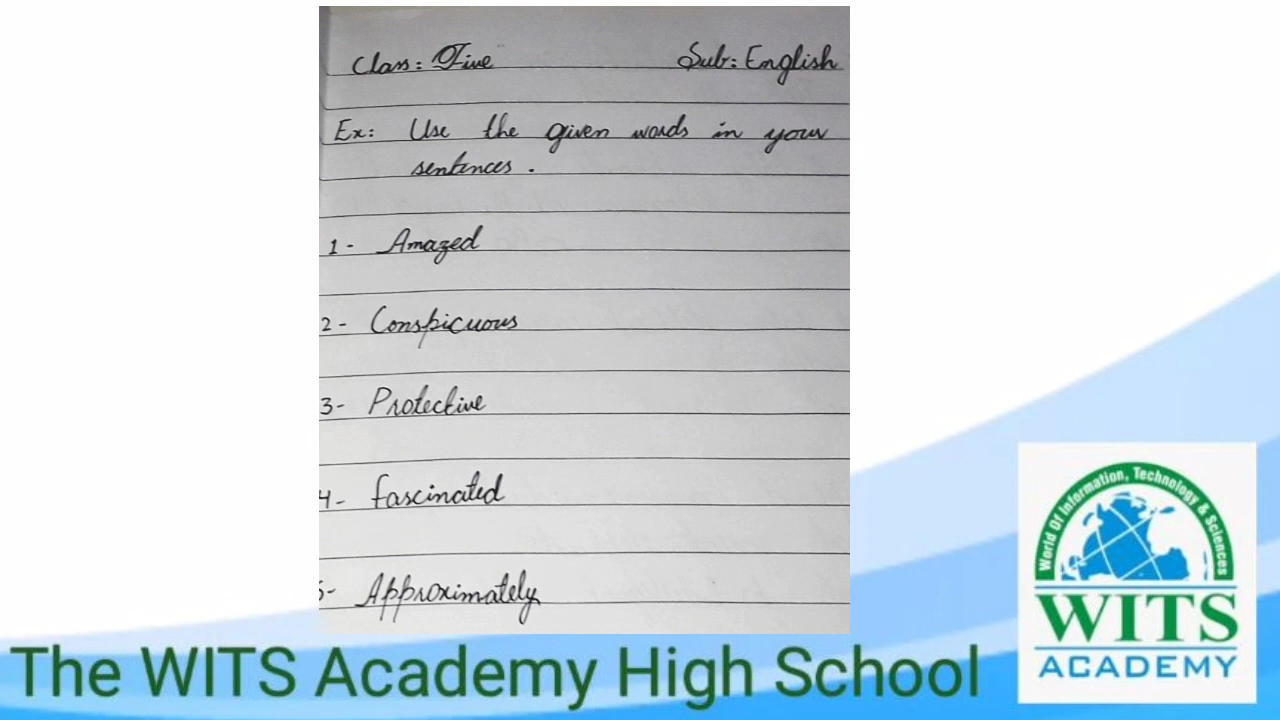 Class: Five Sub: English
Ex: Use the given words in your
sentences.
1- Amazed
2- Conspicuous
3- Protective
4- Fascinated
5- Approximately
World Of Information, Technology & Sciences
WITS
ACADEMY
The WITS Academy High School